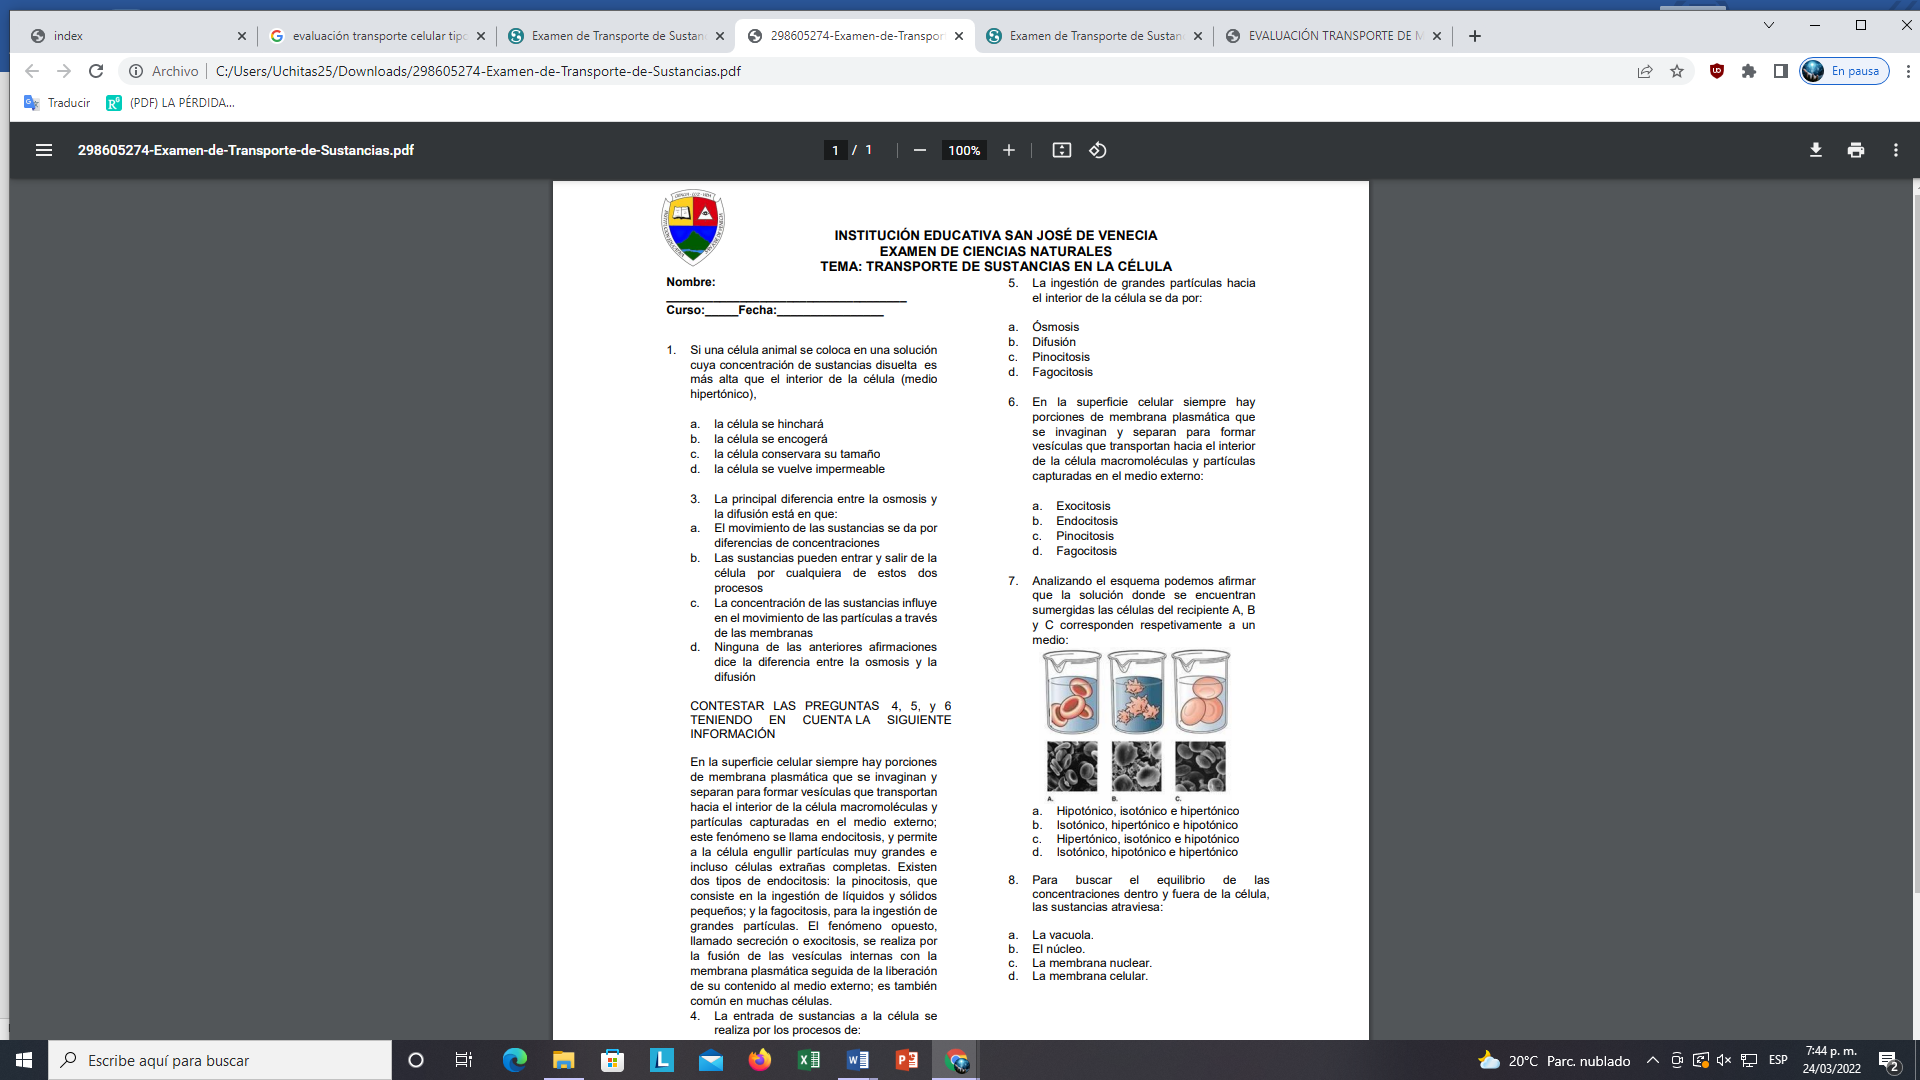 index
evaluación transporte celular tipo
Examen de Transporte de Sustanc
298605274-Examen-de-Transport
Examen de Transporte de Sustanc
EVALUACIÓN TRANSPORTE DE M
Archivo
C:/Users/Uchitas25/Downloads/298605274-Examen-de-Transporte-de-Sustancias.pdf
En pausa
Traducir
(PDF) LA PÉRDIDA...
298605274-Examen-de-Transporte-de-Sustancias.pdf
1 / 1
100%
INSTITUCIÓN EDUCATIVA SAN JOSÉ DE VENECIA
EXAMEN DE CIENCIAS NATURALES
TEMA: TRANSPORTE DE SUSTANCIAS EN LA CÉLULA
Nombre:
Curso:_____Fecha:________________
1. Si una célula animal se coloca en una solución
cuya concentración de sustancias disuelta es
más alta que el interior de la célula (medio
hipertónico),
a. la célula se hinchará
b. la célula se encogerá
c. la célula conservara su tamaño
d. la célula se vuelve impermeable
3. La principal diferencia entre la osmosis y
la difusión está en que:
a. El movimiento de las sustancias se da por
diferencias de concentraciones
b. Las sustancias pueden entrar y salir de la
célula por cualquiera de estos dos
procesos
c. La concentración de las sustancias influye
en el movimiento de las partículas a través
de las membranas
d. Ninguna de las anteriores afirmaciones
dice la diferencia entre la osmosis y la
difusión
CONTESTAR LAS PREGUNTAS 4, 5, y 6
TENIENDO EN CUENTA LA SIGUIENTE
INFORMACIÓN
En la superficie celular siempre hay porciones
de membrana plasmática que se invaginan y
separan para formar vesículas que transportan
hacia el interior de la célula macromoléculas y
partículas capturadas en el medio externo;
este fenómeno se llama endocitosis, y permite
a la célula engullir partículas muy grandes e
incluso células extrañas completas. Existen
dos tipos de endocitosis: la pinocitosis, que
consiste en la ingestión de líquidos y sólidos
pequeños; y la fagocitosis, para la ingestión de
grandes partículas. El fenómeno opuesto,
llamado secreción o exocitosis, se realiza por
la fusión de las vesículas internas con la
membrana plasmática seguida de la liberación
de su contenido al medio externo; es también
común en muchas células.
4. La entrada de sustancias a la célula se
realiza por los procesos de:
5. La ingestión de grandes partículas hacia
el interior de la célula se da por:
a. Ósmosis
b. Difusión
c. Pinocitosis
d. Fagocitosis
6. En la superficie celular siempre hay
porciones de membrana plasmática que
se invaginan y separan para formar
vesículas que transportan hacia el interior
de la célula macromoléculas y partículas
capturadas en el medio externo:
a. Exocitosis
b. Endocitosis
c. Pinocitosis
d. Fagocitosis
7. Analizando el esquema podemos afirmar
que la solución donde se encuentran
sumergidas las células del recipiente A, B
y C corresponden respetivamente a un
medio:
A. B. C.
a. Hipotónico, isotónico e hipertónico
b. Isotónico, hipertónico e hipotónico
c. Hipertónico, isotónico e hipotónico
d. Isotónico, hipotónico e hipertónico
8. Para buscar el equilibrio de las
concentraciones dentro y fuera de la célula,
las sustancias atraviesa:
a. La vacuola.
b. El núcleo.
c. La membrana nuclear.
d. La membrana celular.
Escribe aquí para buscar
20°C Parc. nublado
ESP
7:44 p. m.
24/03/2022
2